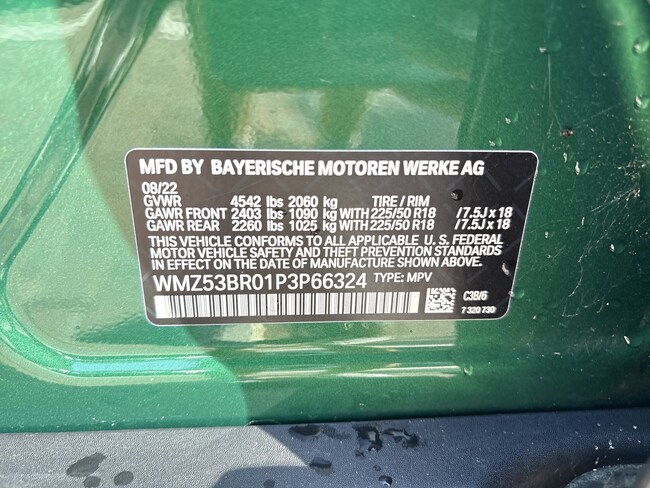 MFD BY BAYERISCHE MOTOREN WERKE AG
08/22
GVWR 4542 lbs 2060 kg TIRE / RIM
GAWR FRONT 2403 lbs 1090 kg WITH 225/50 R18 /7.5J x 18
GAWR REAR 2260 lbs 1025 kg WITH 225/50 R18 /7.5J x 18
THIS VEHICLE CONFORMS TO ALL APPLICABLE U. S. FEDERAL
MOTOR VEHICLE SAFETY AND THEFT PREVENTION STANDARDS
IN EFFECT ON THE DATE OF MANUFACTURE SHOWN ABOVE.
WMZ53BR01P3P66324 TYPE: MPV
C3B/6
7 320 730